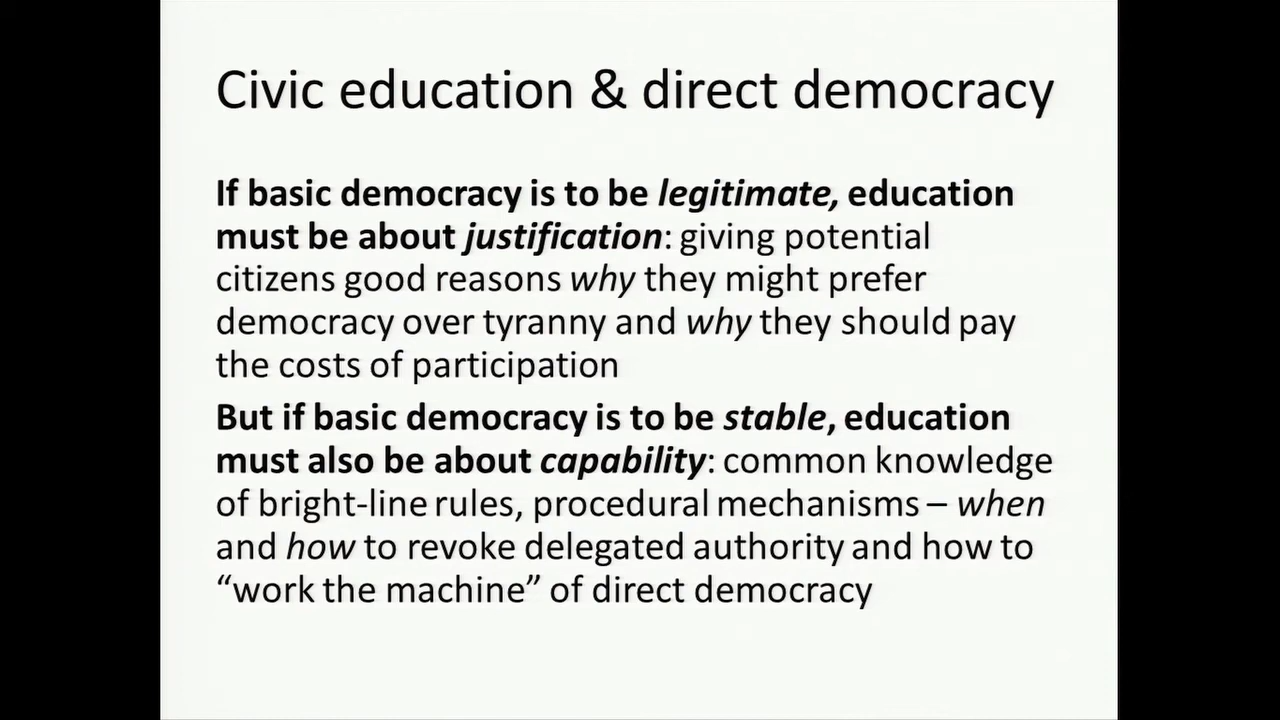 Civic education & direct democracy
If basic democracy is to be legitimate, education
must be about justification: giving potential
citizens good reasons why they might prefer
democracy over tyranny and why they should pay
the costs of participation
But if basic democracy is to be stable, education
must also be about capability: common knowledge
of bright-line rules, procedural mechanisms – when
and how to revoke delegated authority and how to
“work the machine” of direct democracy